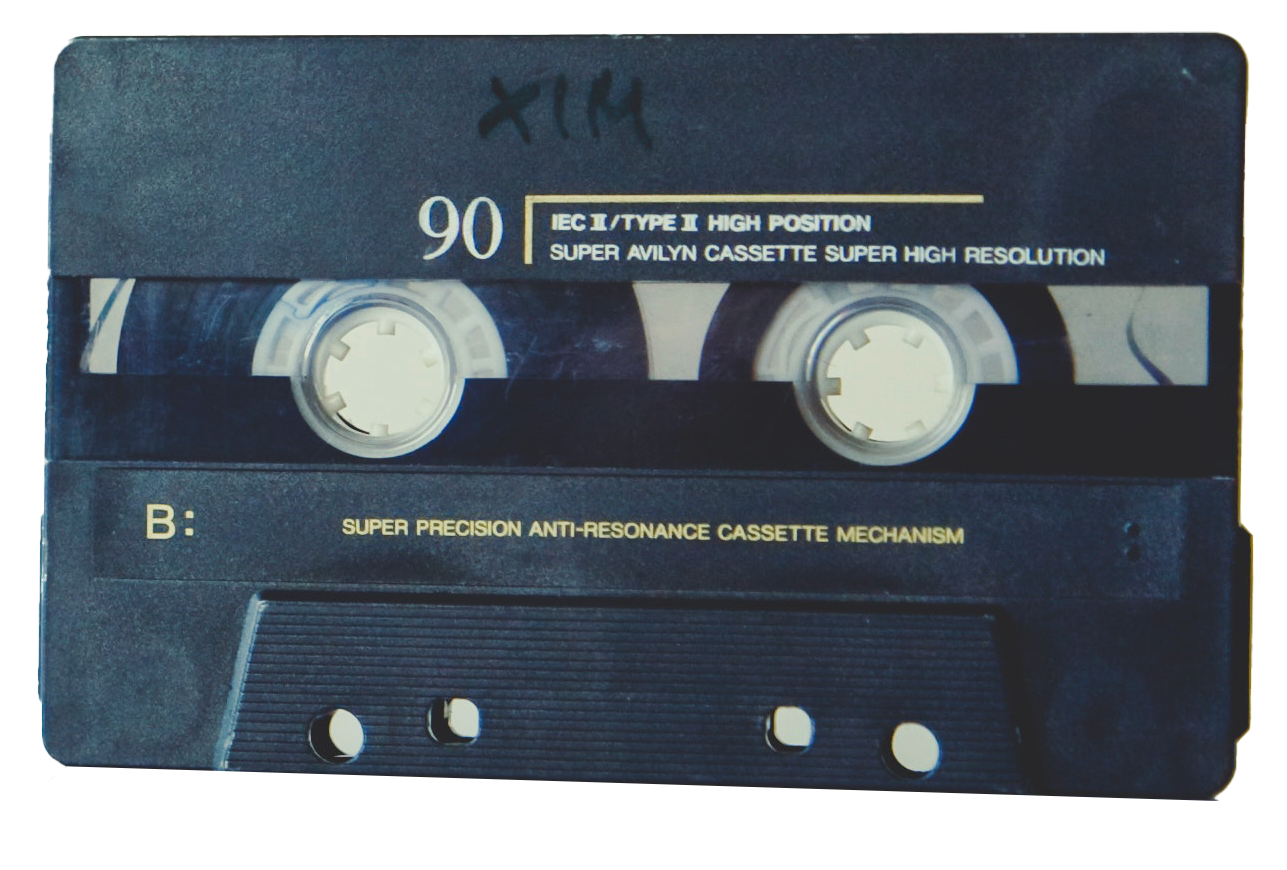 XIM
90
IEC II/TYPE II HIGH POSITION
SUPER AVILYN CASSETTE SUPER HIGH RESOLUTION
B:
SUPER PRECISION ANTI-RESONANCE CASSETTE MECHANISM